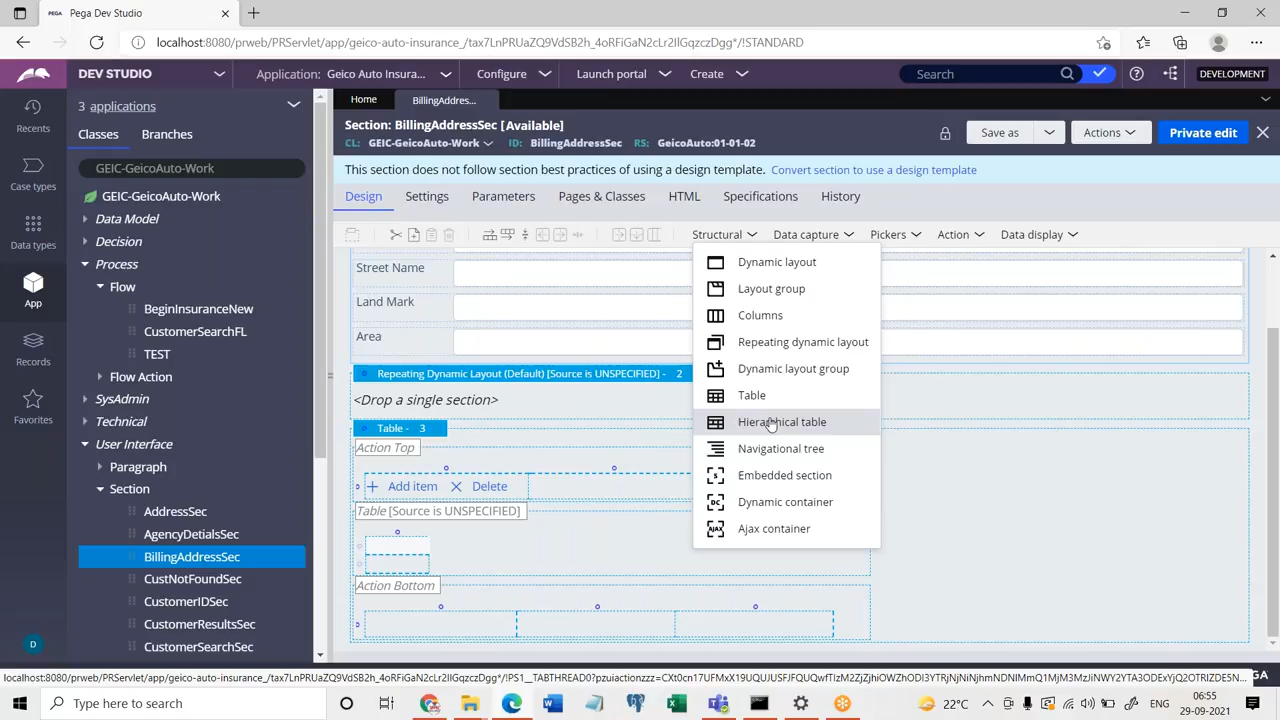 PEGA Pega Dev Studio
localhost:8080/prweb/PRServlet/app/geico-auto-insurance_/tax7LnPRUaZQ9VdSB2h_4oRFiGaN2cLr2IlGqzczDgg*/!STANDARD
DEV STUDIO
Application: Geico Auto Insura...
Configure
Launch portal
Create
Search
DEVELOPMENT
Recents
Case types
Data types
App
Records
Favorites
D
3 applications
Classes
Branches
GEIC-GeicoAuto-Work
GEIC-GeicoAuto-Work
Data Model
Decision
Process
Flow
BeginInsuranceNew
CustomerSearchFL
TEST
Flow Action
SysAdmin
Technical
User Interface
Paragraph
Section
AddressSec
AgencyDetialsSec
BillingAddressSec
CustNotFoundSec
CustomerIDSec
CustomerResultsSec
CustomerSearchSec
Home
BillingAddres...
Section: BillingAddressSec [Available]
CL: GEIC-GeicoAuto-Work ID: BillingAddressSec RS: GeicoAuto:01-01-02
Save as
Actions
Private edit
This section does not follow section best practices of using a design template. Convert section to use a design template
Design
Settings
Parameters
Pages & Classes
HTML
Specifications
History
Structural
Data capture
Pickers
Action
Data display
Dynamic layout
Layout group
Columns
Repeating dynamic layout
Dynamic layout group
Table
Hierarchical table
Navigational tree
Embedded section
Dynamic container
Ajax container
Street Name
Land Mark
Area
Repeating Dynamic Layout (Default) [Source is UNSPECIFIED] - 2
<Drop a single section>
Table - 3
Action Top
Add item
Delete
Table [Source is UNSPECIFIED]
Action Bottom
GA
Type here to search
22°C
06:55
29-09-2021